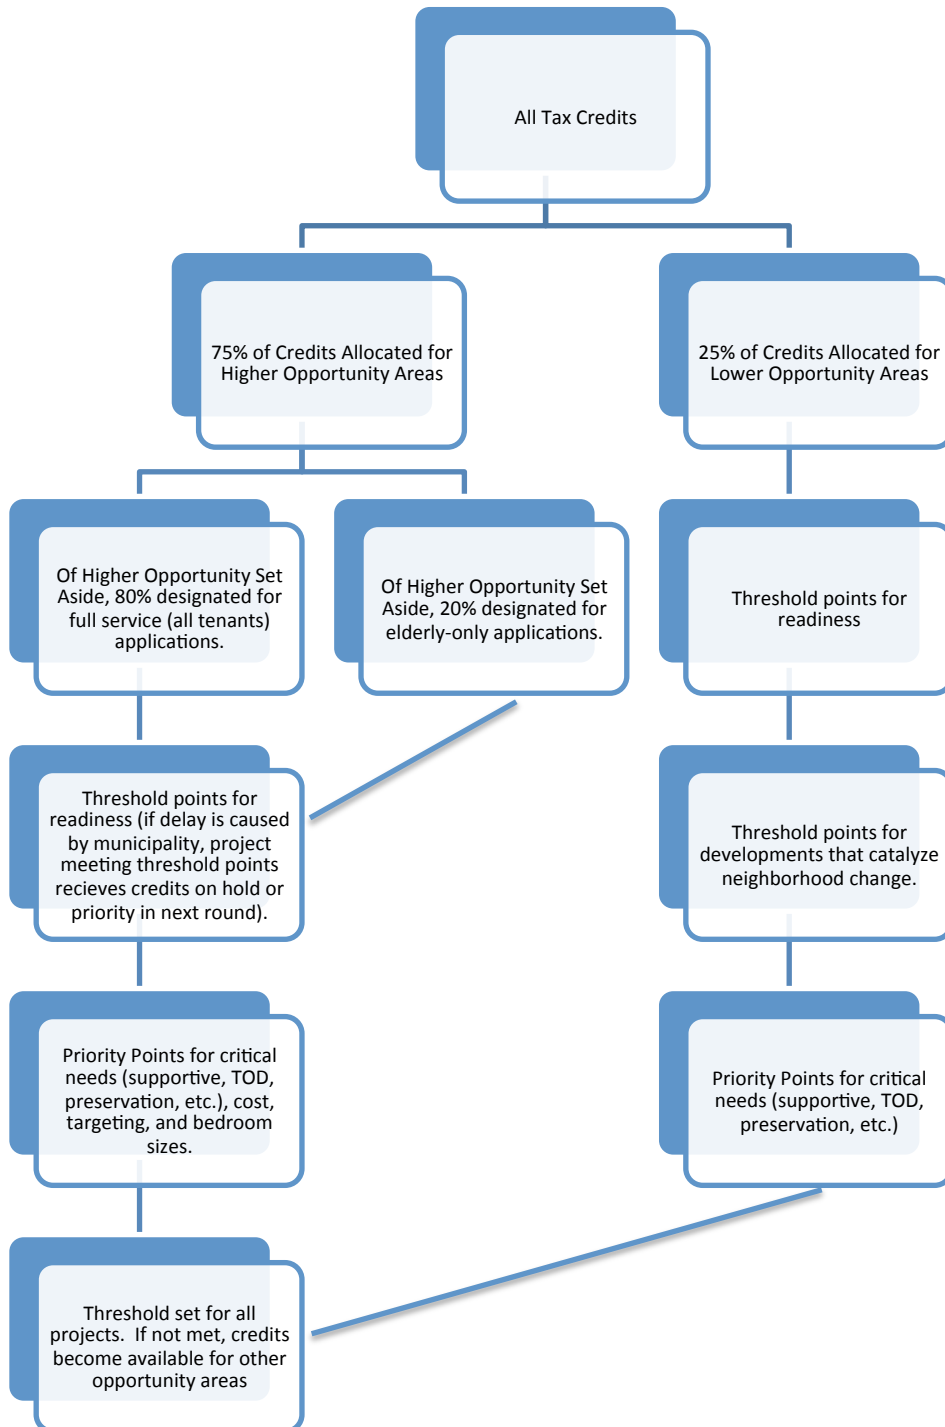 All Tax Credits
75% of Credits Allocated for
Higher Opportunity Areas
25% of Credits Allocated for
Lower Opportunity Areas
Of Higher Opportunity Set
Aside, 80% designated for
full service (all tenants)
applications.
Of Higher Opportunity Set
Aside, 20% designated for
elderly-only applications.
Threshold points for
readiness
Threshold points for
readiness (if delay is caused
by municipality, project
meeting threshold points
recieves credits on hold or
priority in next round).
Threshold points for
developments that catalyze
neighborhood change.
Priority Points for critical
needs (supportive, TOD,
preservation, etc.), cost,
targeting, and bedroom
sizes.
Priority Points for critical
needs (supportive, TOD,
preservation, etc.)
Threshold set for all
projects.  If not met, credits
become available for other
opportunity areas